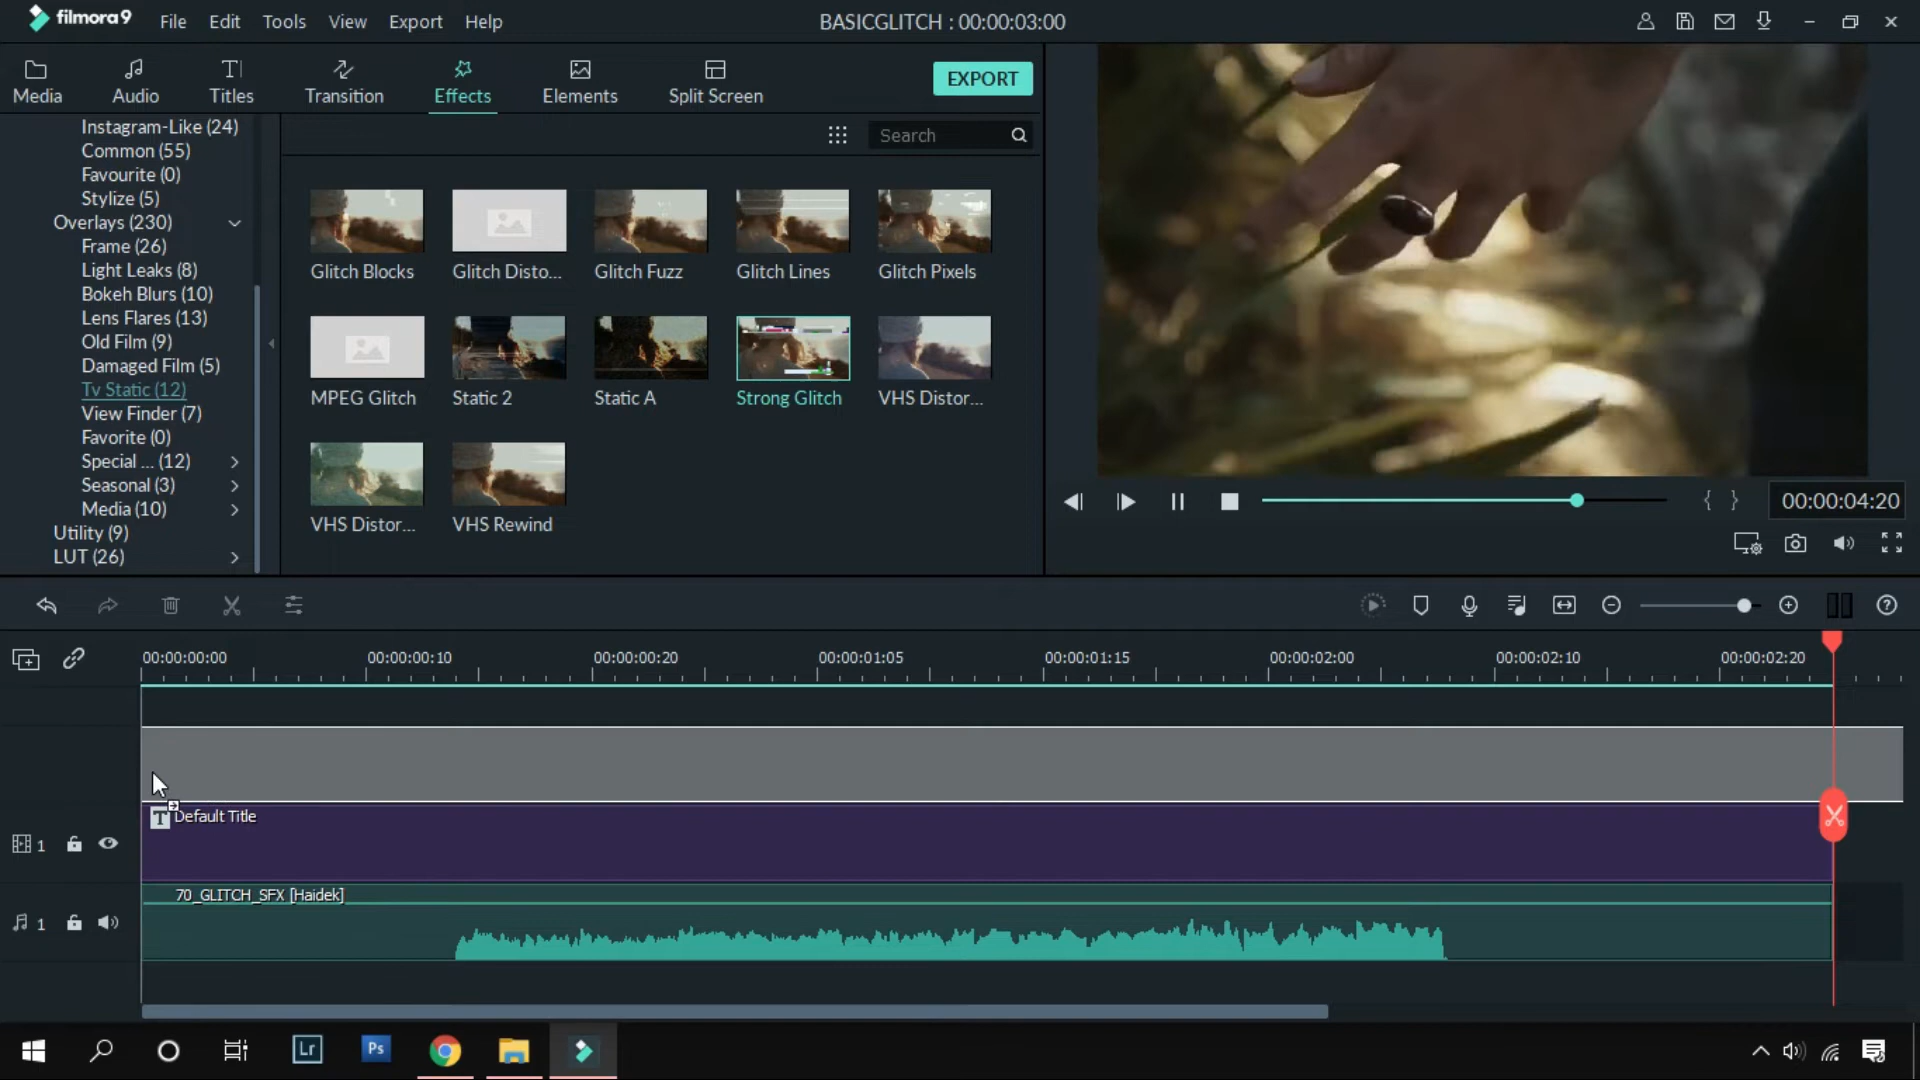 filmora9 File Edit Tools View Export Help BASICGLITCH : 00:00:03:00
Media Audio Titles Transition Effects Elements Split Screen EXPORT
Search
Instagram-Like (24)
Common (55)
Favourite (0)
Stylize (5)
Overlays (230)
Frame (26)
Light Leaks (8)
Bokeh Blurs (10)
Lens Flares (13)
Old Film (9)
Damaged Film (5)
Tv Static (12)
View Finder (7)
Favorite (0)
Special ... (12)
Seasonal (3)
Media (10)
Utility (9)
LUT (26)
Glitch Blocks Glitch Disto... Glitch Fuzz Glitch Lines Glitch Pixels
MPEG Glitch Static 2 Static A Strong Glitch VHS Distor...
VHS Distor... VHS Rewind
{ } 00:00:04:20
00:00:00:00 00:00:00:10 00:00:00:20 00:00:01:05 00:00:01:15 00:00:02:00 00:00:02:10 00:00:02:20
T Default Title
1
70_GLITCH_SFX [Haidek]
1
Lr Ps